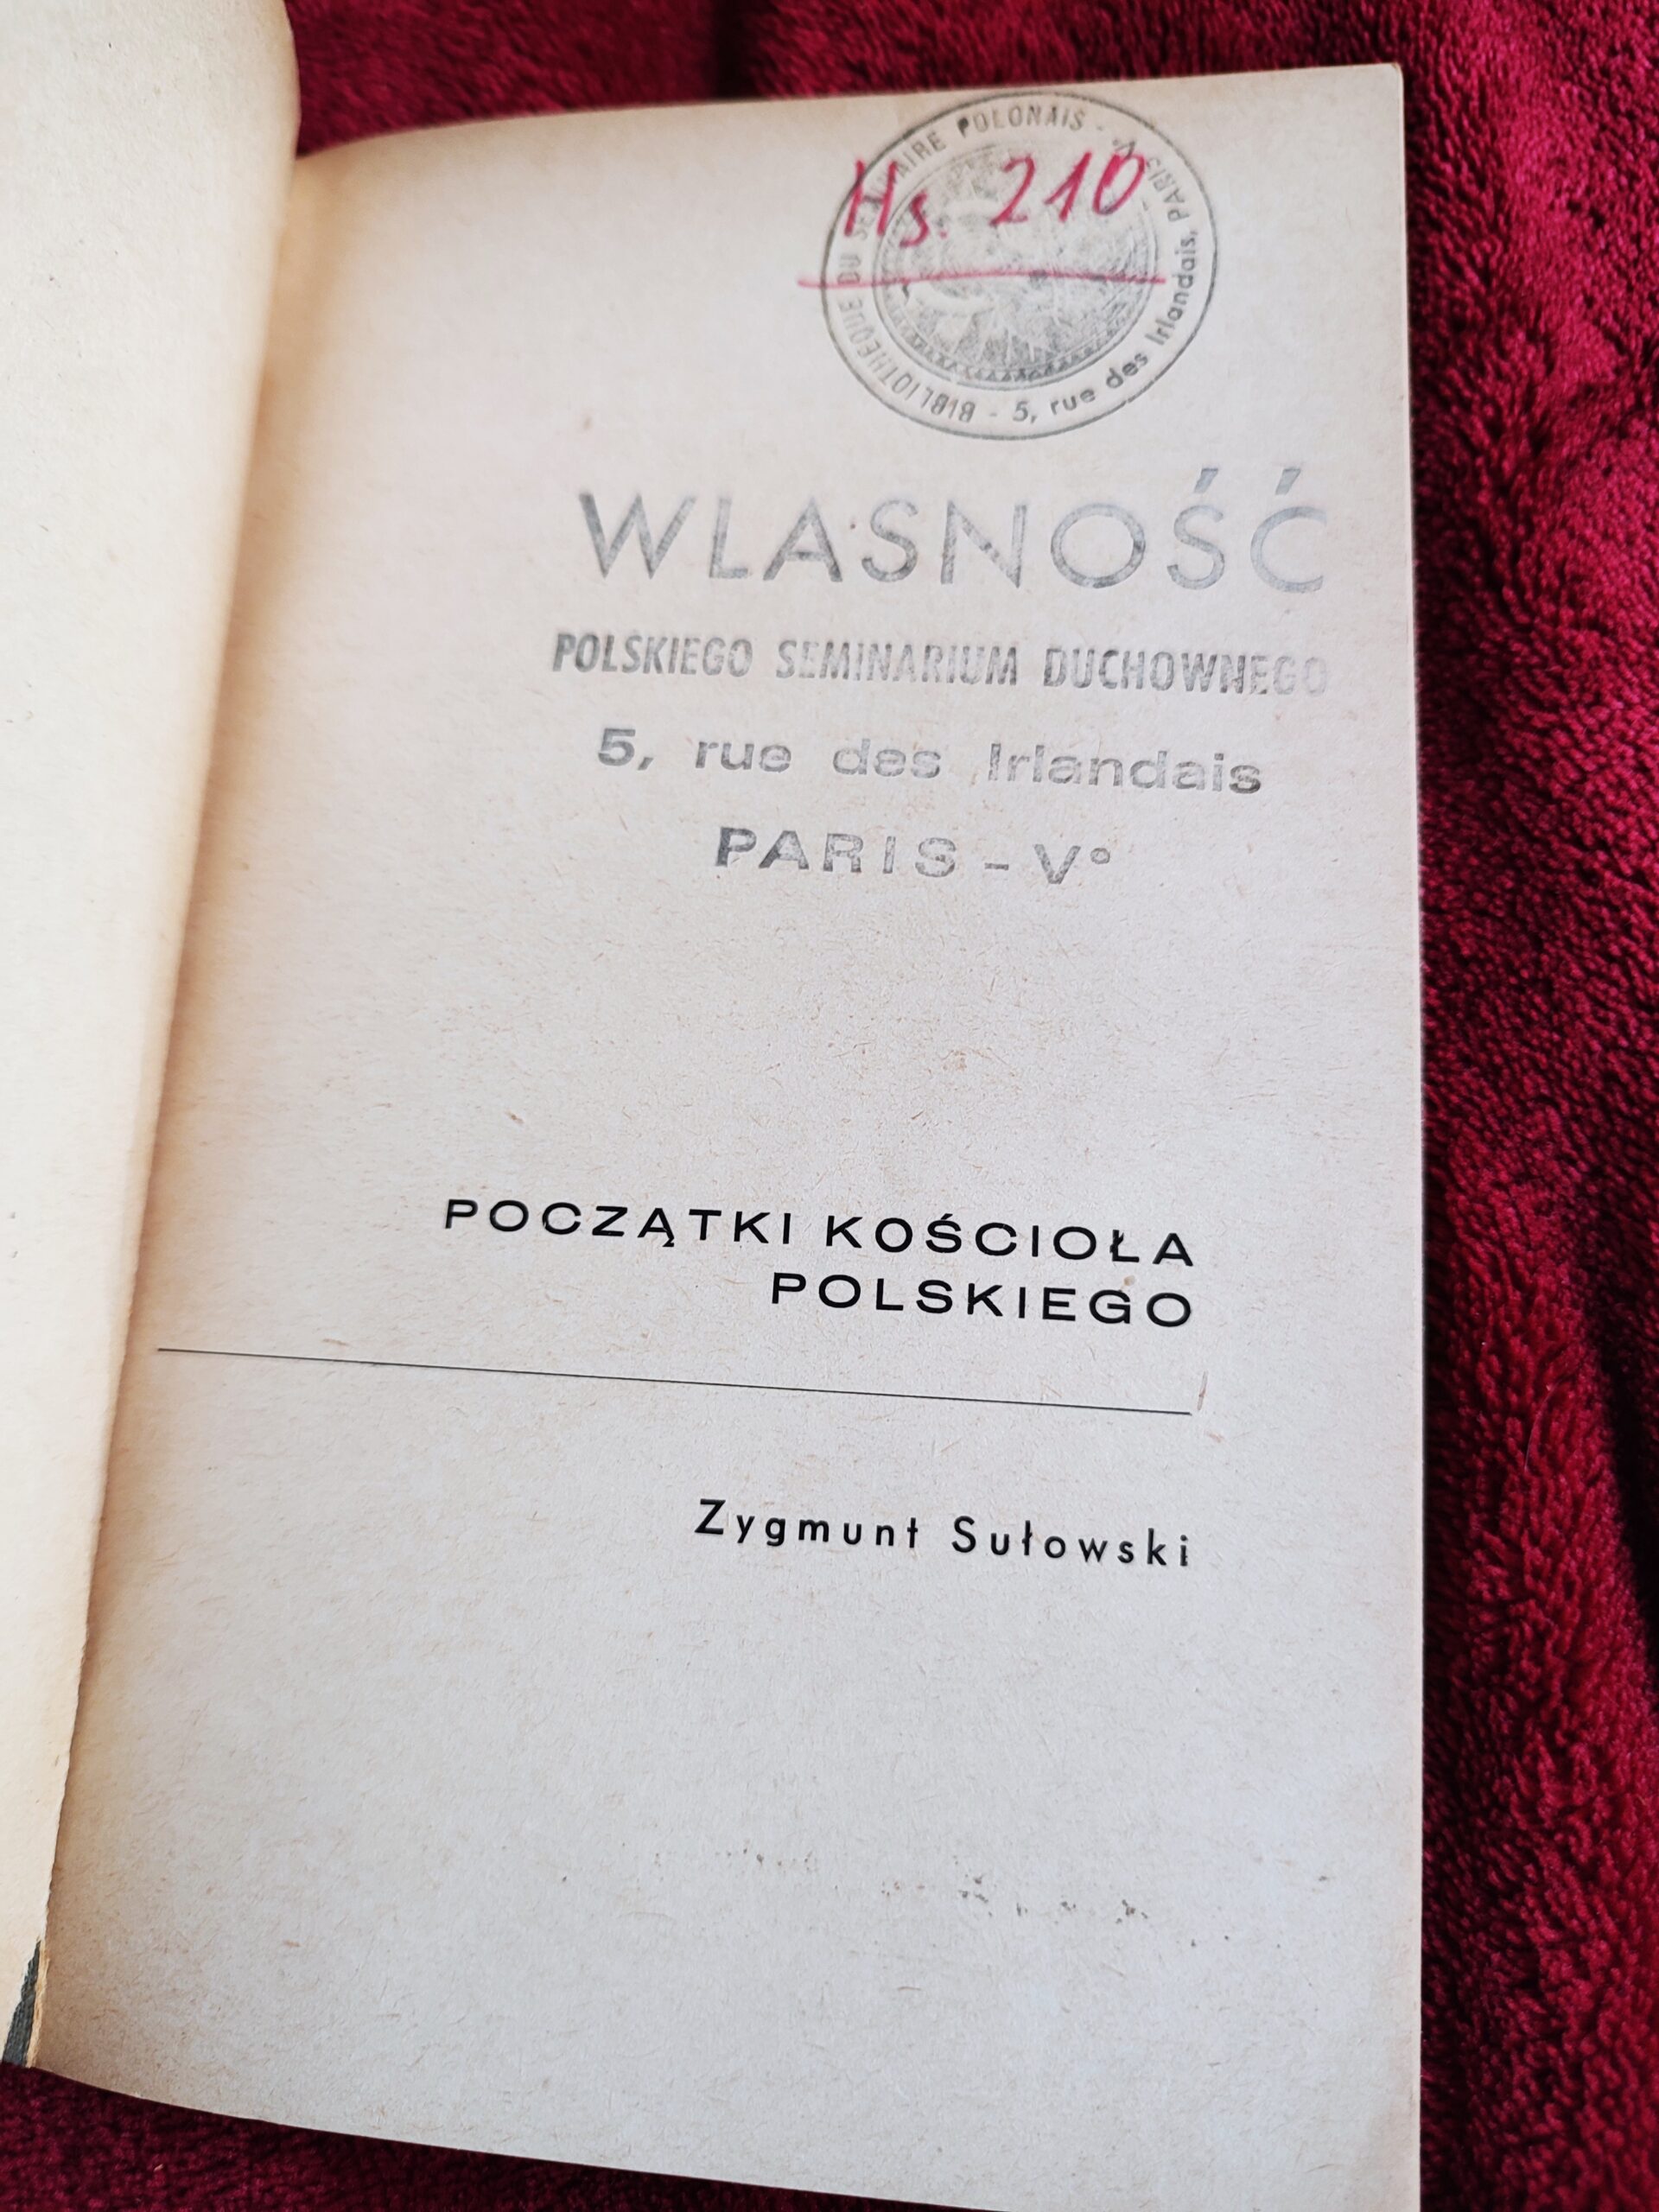 BIBLIOTHEQUE DU SEMINAIRE POLONAIS - 5, rue des Irlandais, PARIS V
Hs. 210
WLASNOŚĆ
POLSKIEGO SEMINARIUM DUCHOWNEGO
5, rue des Irlandais
PARIS - V°
POCZĄTKI KOŚCIOŁA
POLSKIEGO
Zygmunt Sułowski